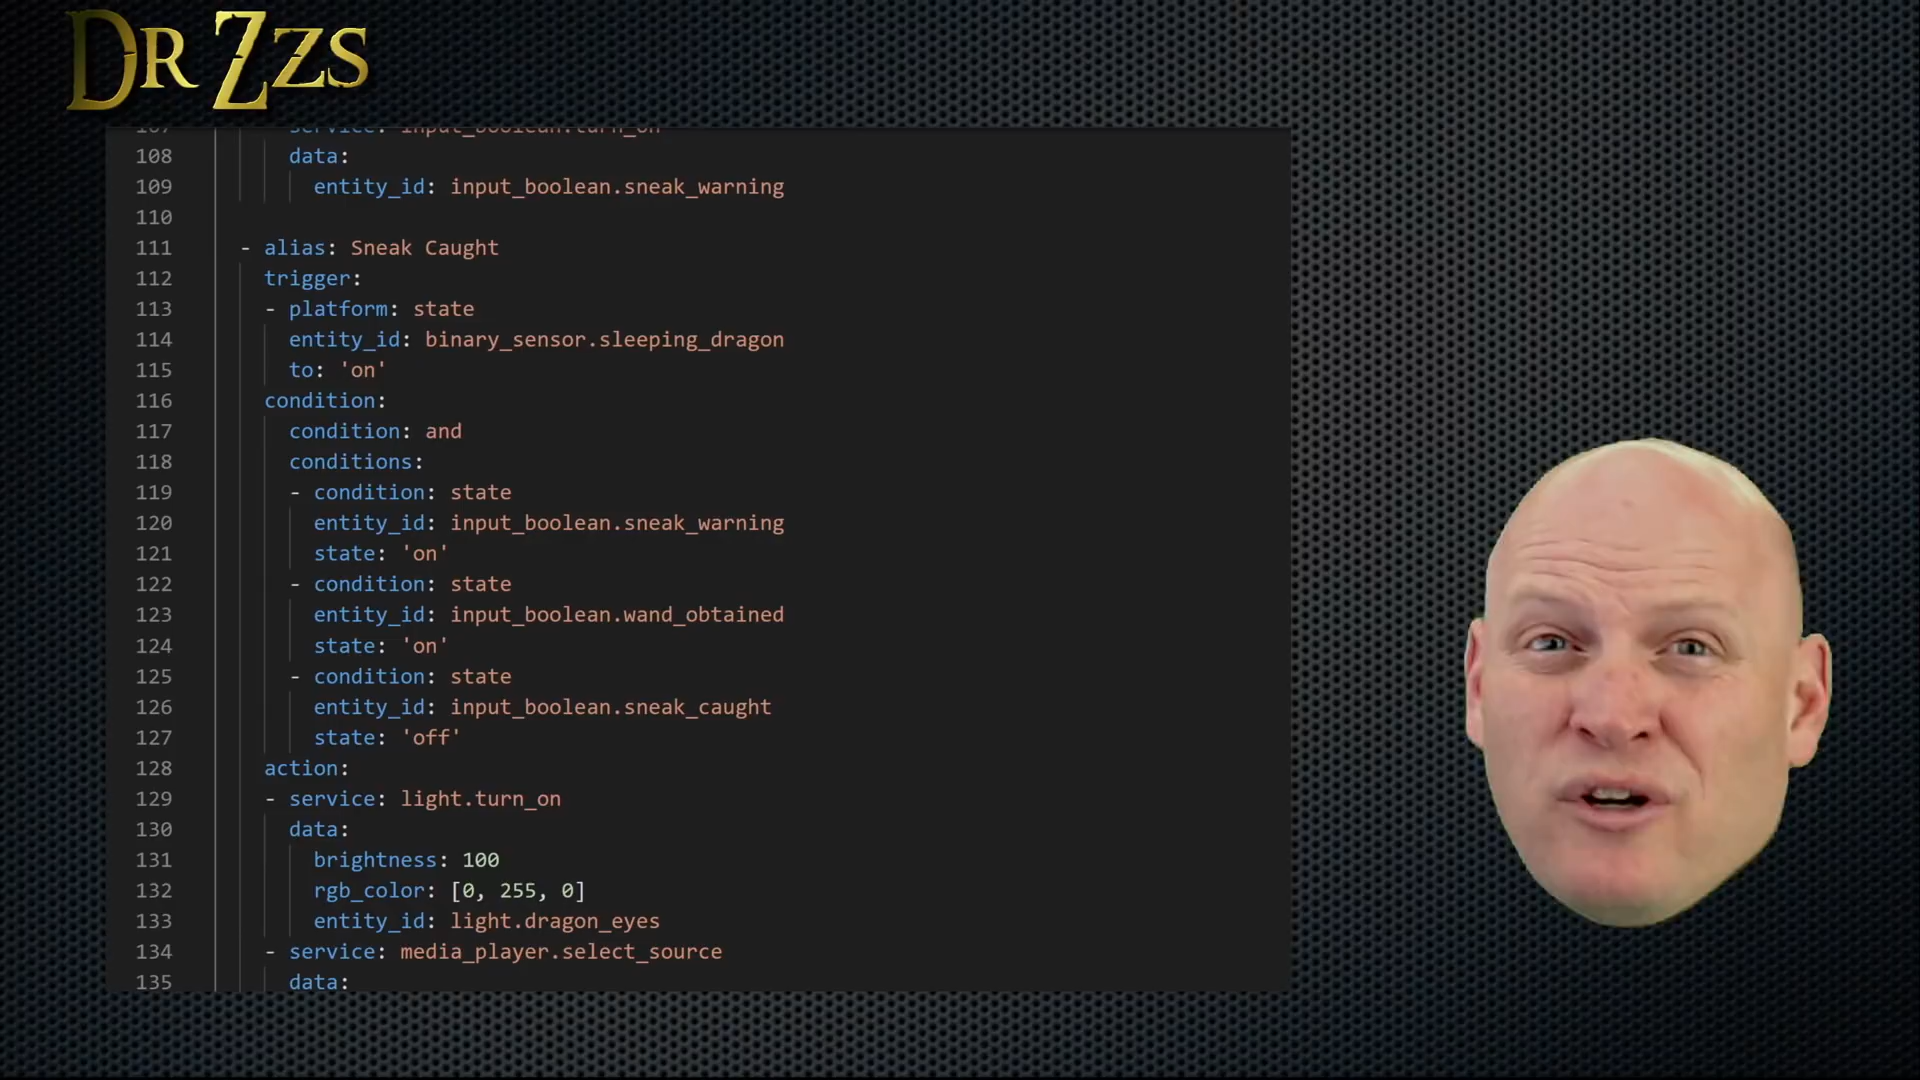 DR ZZS
107 service: input_boolean.turn_on
108 data:
109 entity_id: input_boolean.sneak_warning
110
111 - alias: Sneak Caught
112 trigger:
113 - platform: state
114 entity_id: binary_sensor.sleeping_dragon
115 to: 'on'
116 condition:
117 condition: and
118 conditions:
119 - condition: state
120 entity_id: input_boolean.sneak_warning
121 state: 'on'
122 - condition: state
123 entity_id: input_boolean.wand_obtained
124 state: 'on'
125 - condition: state
126 entity_id: input_boolean.sneak_caught
127 state: 'off'
128 action:
129 - service: light.turn_on
130 data:
131 brightness: 100
132 rgb_color: [0, 255, 0]
133 entity_id: light.dragon_eyes
134 - service: media_player.select_source
135 data: